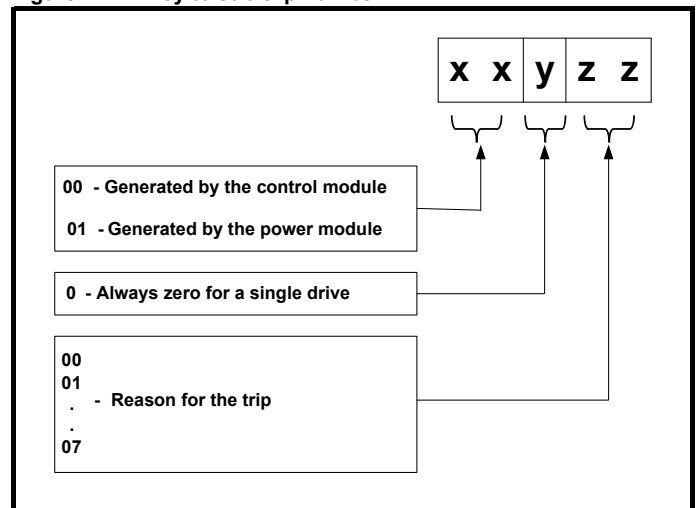 x x y z z
00 - Generated by the control module
01 - Generated by the power module
0 - Always zero for a single drive
00
01
.
- Reason for the trip
.
07